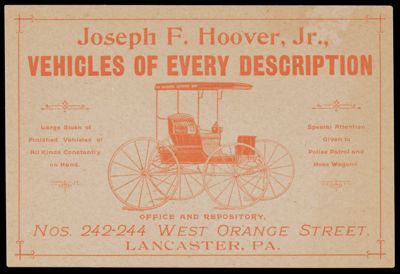 Joseph F. Hoover, Jr.,
VEHICLES OF EVERY DESCRIPTION
Large Stock of
Finished Vehicles of
All Kinds Constantly
on Hand.
Special Attention
Given to
Police Patrol and
Hose Wagons
OFFICE AND REPOSITORY,
NOS. 242-244 WEST ORANGE STREET.
LANCASTER, PA.